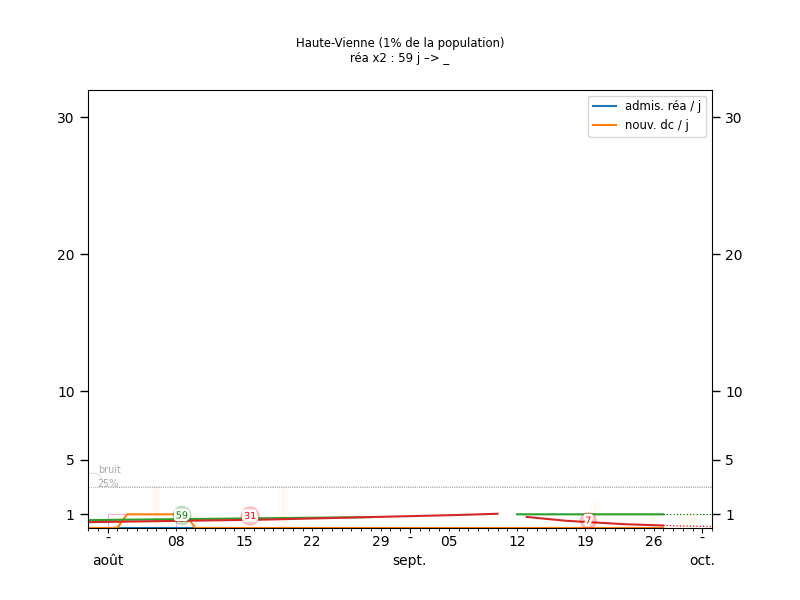 Haute-Vienne (1% de la population)
réa x2 : 59 j –> _
admis. réa / j
nouv. dc / j
30 30
20 20
10 10
5 5
bruit
25%
1 59 31 7 1
- 08 15 22 29 - 05 12 19 26 -
août sept. oct.